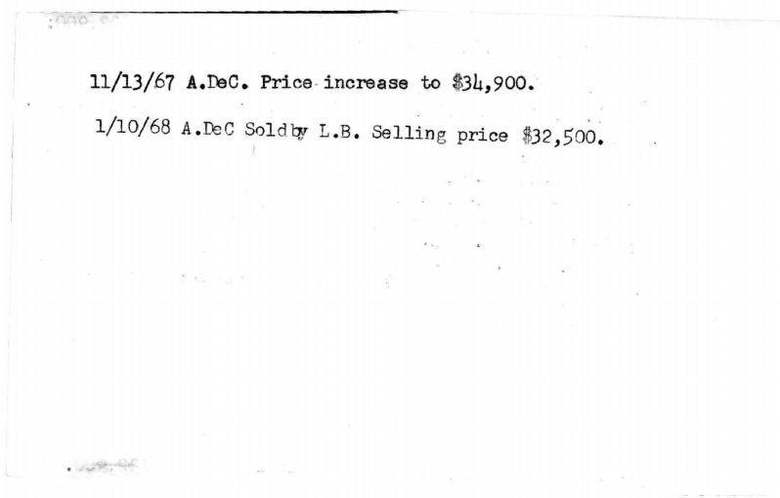 11/13/67 A.DeC. Price increase to $34,900.
1/10/68 A.DeC Sold by L.B. Selling price $32,500.